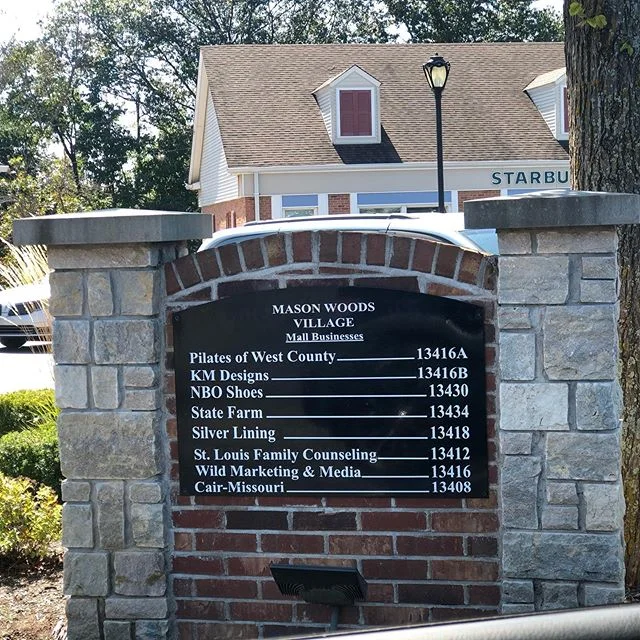 STARBU
MASON WOODS
VILLAGE
Mall Businesses
Pilates of West County 13416A
KM Designs 13416B
NBO Shoes 13430
State Farm 13434
Silver Lining 13418
St. Louis Family Counseling 13412
Wild Marketing & Media 13416
Cair-Missouri 13408